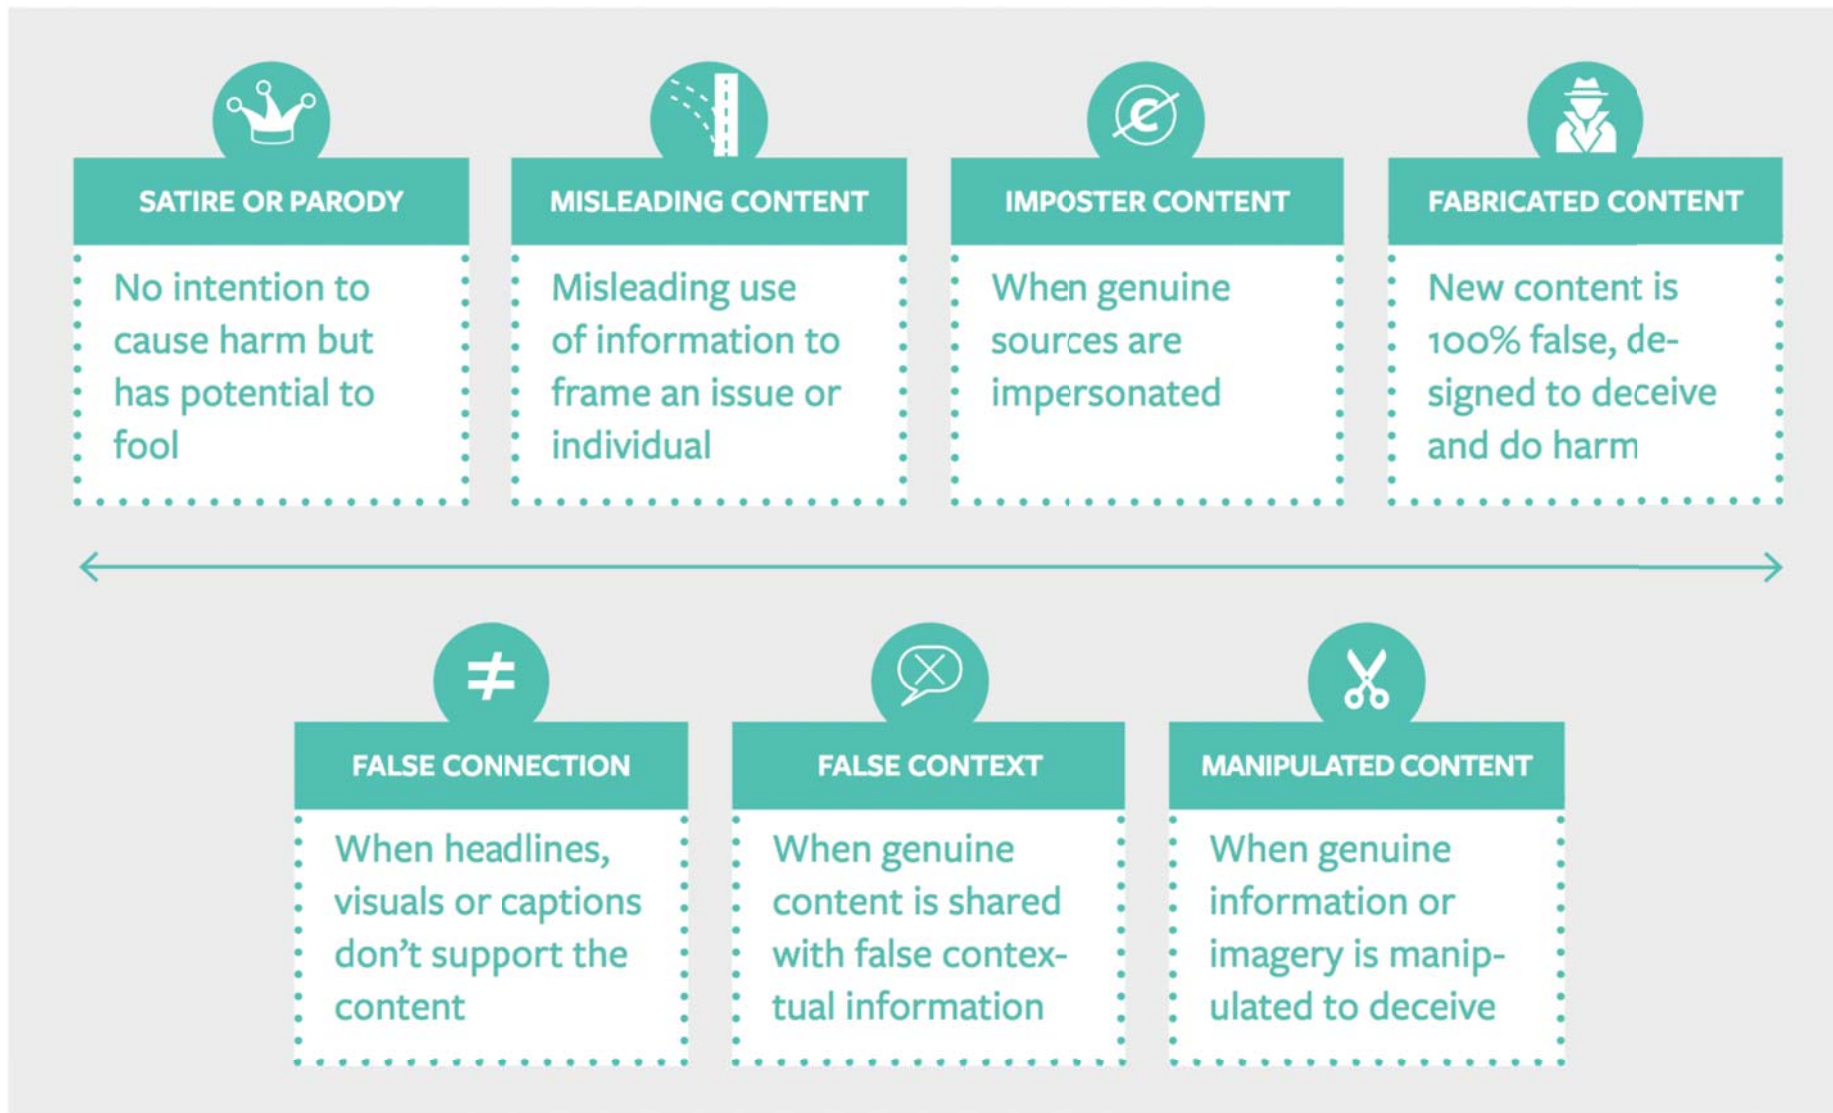 SATIRE OR PARODY
No intention to
cause harm but
has potential to
fool
MISLEADING CONTENT
Misleading use
of information to
frame an issue or
individual
C
IMPOSTER CONTENT
When genuine
sources are
impersonated
FABRICATED CONTENT
New content is
100% false, de-
signed to deceive
and do harm
≠
FALSE CONNECTION
When headlines,
visuals or captions
don’t support the
content
FALSE CONTEXT
When genuine
content is shared
with false contex-
tual information
MANIPULATED CONTENT
When genuine
information or
imagery is manip-
ulated to deceive